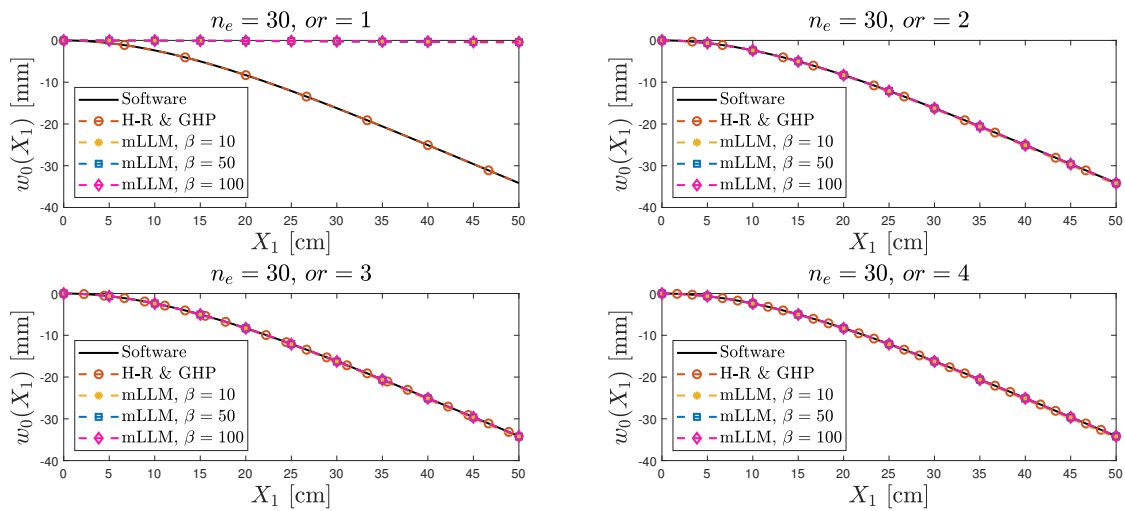 n_e = 30, or = 1
w_0(X_1) [mm]
0
-10
-20
-30
-40
Software
H-R & GHP
mLLM, β = 10
mLLM, β = 50
mLLM, β = 100
0 5 10 15 20 25 30 35 40 45 50
X_1 [cm]
n_e = 30, or = 2
w_0(X_1) [mm]
0
-10
-20
-30
-40
Software
H-R & GHP
mLLM, β = 10
mLLM, β = 50
mLLM, β = 100
0 5 10 15 20 25 30 35 40 45 50
X_1 [cm]
n_e = 30, or = 3
w_0(X_1) [mm]
0
-10
-20
-30
-40
Software
H-R & GHP
mLLM, β = 10
mLLM, β = 50
mLLM, β = 100
0 5 10 15 20 25 30 35 40 45 50
X_1 [cm]
n_e = 30, or = 4
w_0(X_1) [mm]
0
-10
-20
-30
-40
Software
H-R & GHP
mLLM, β = 10
mLLM, β = 50
mLLM, β = 100
0 5 10 15 20 25 30 35 40 45 50
X_1 [cm]